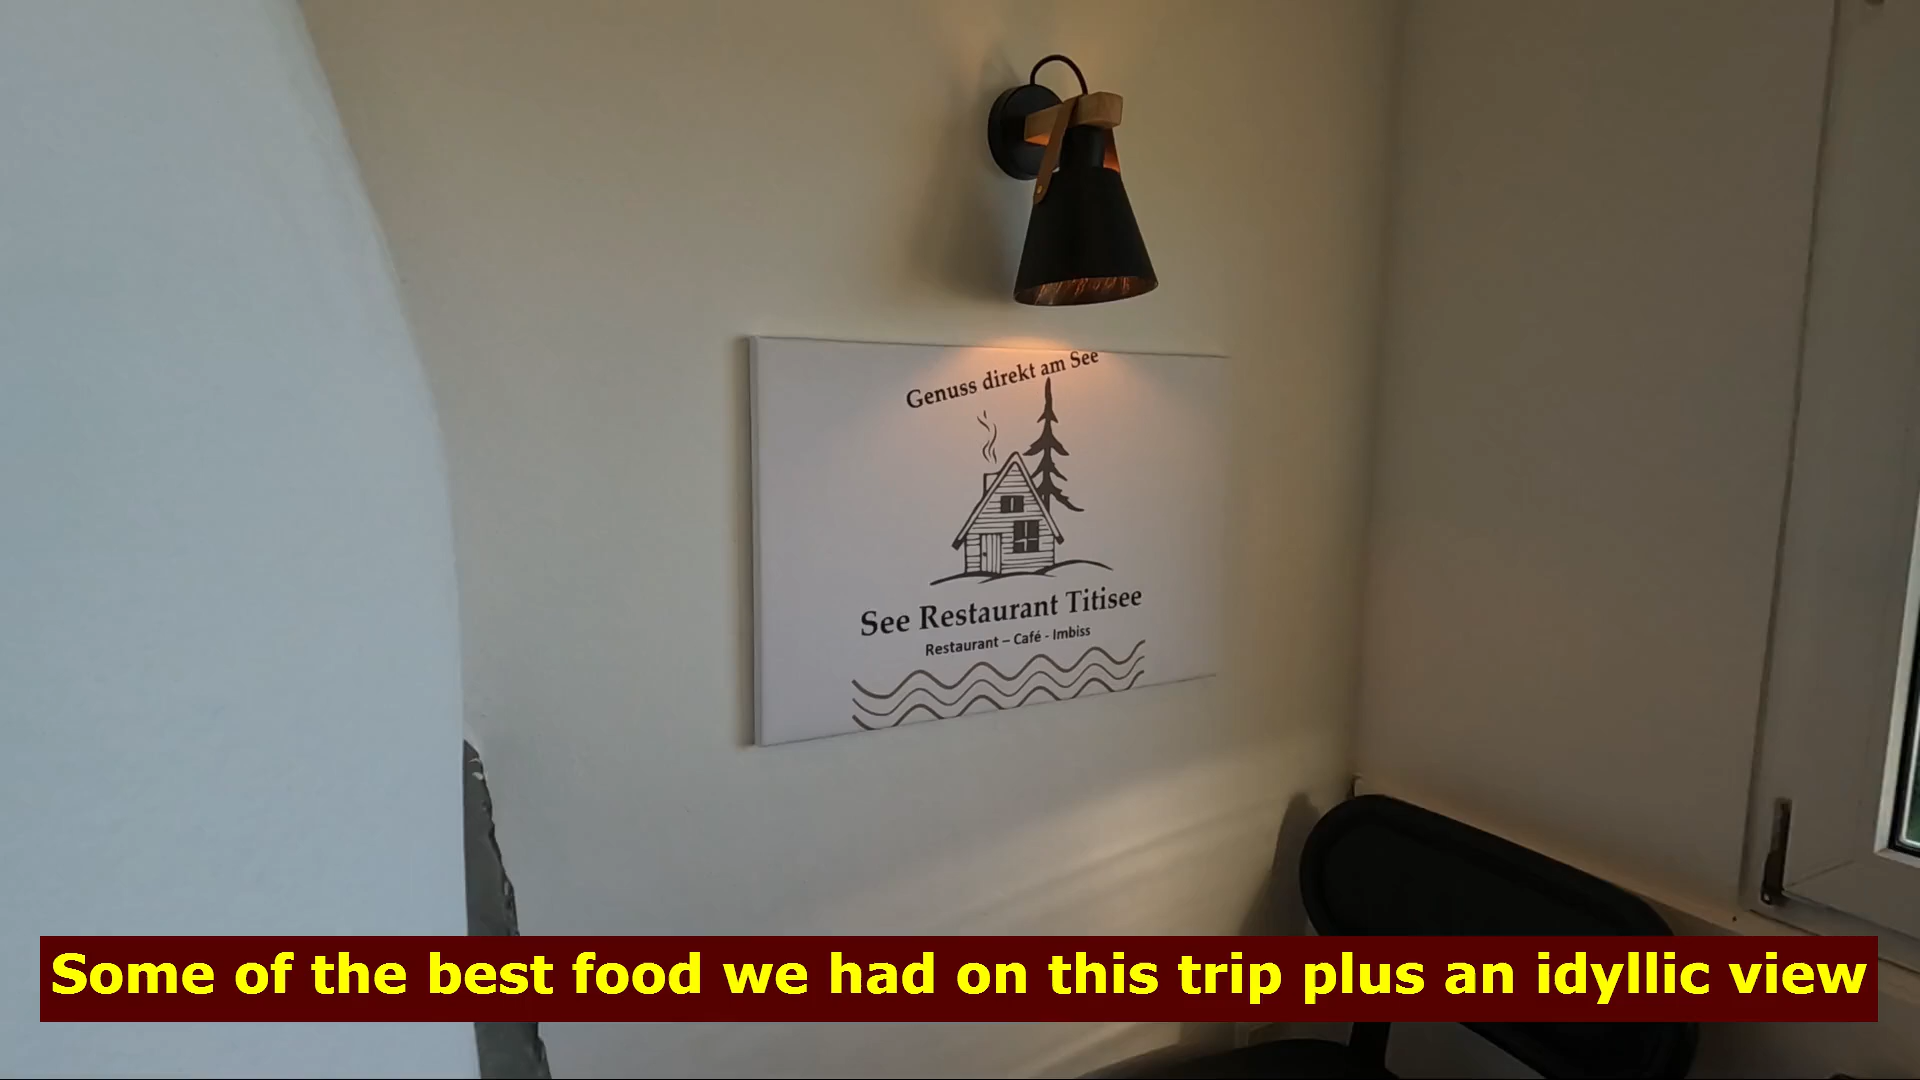 Genuss direkt am See
See Restaurant Titisee
Restaurant – Café - Imbiss
Some of the best food we had on this trip plus an idyllic view